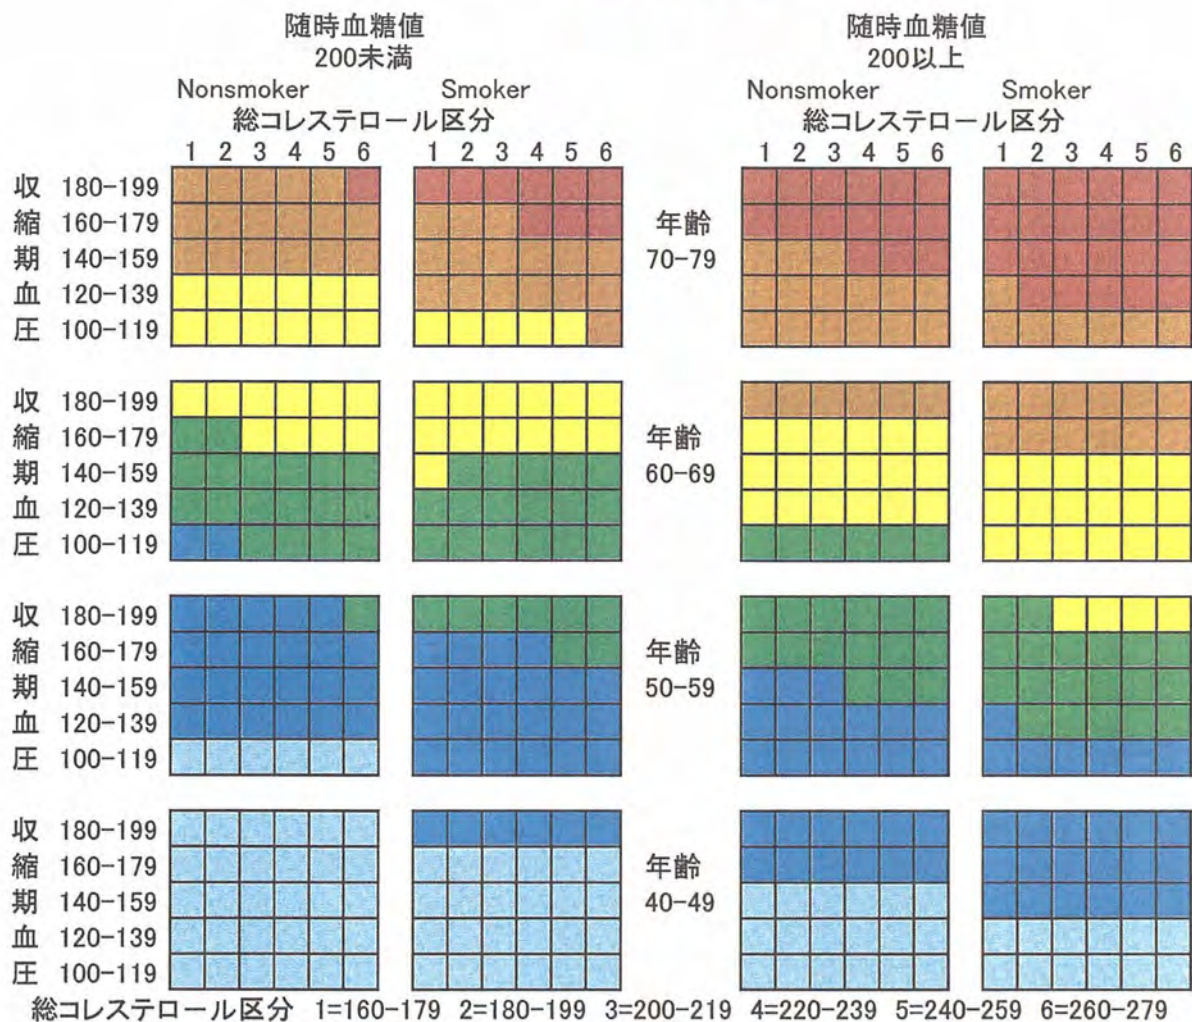 随時血糖値 随時血糖値
200未満 200以上
Nonsmoker Smoker Nonsmoker Smoker
総コレステロール区分 総コレステロール区分
1 2 3 4 5 6 1 2 3 4 5 6 1 2 3 4 5 6 1 2 3 4 5 6
収 180-199
縮 160-179 年齢
期 140-159 70-79
血 120-139
圧 100-119
収 180-199
縮 160-179 年齢
期 140-159 60-69
血 120-139
圧 100-119
収 180-199
縮 160-179 年齢
期 140-159 50-59
血 120-139
圧 100-119
収 180-199
縮 160-179 年齢
期 140-159 40-49
血 120-139
圧 100-119
総コレステロール区分 1=160-179 2=180-199 3=200-219 4=220-239 5=240-259 6=260-279